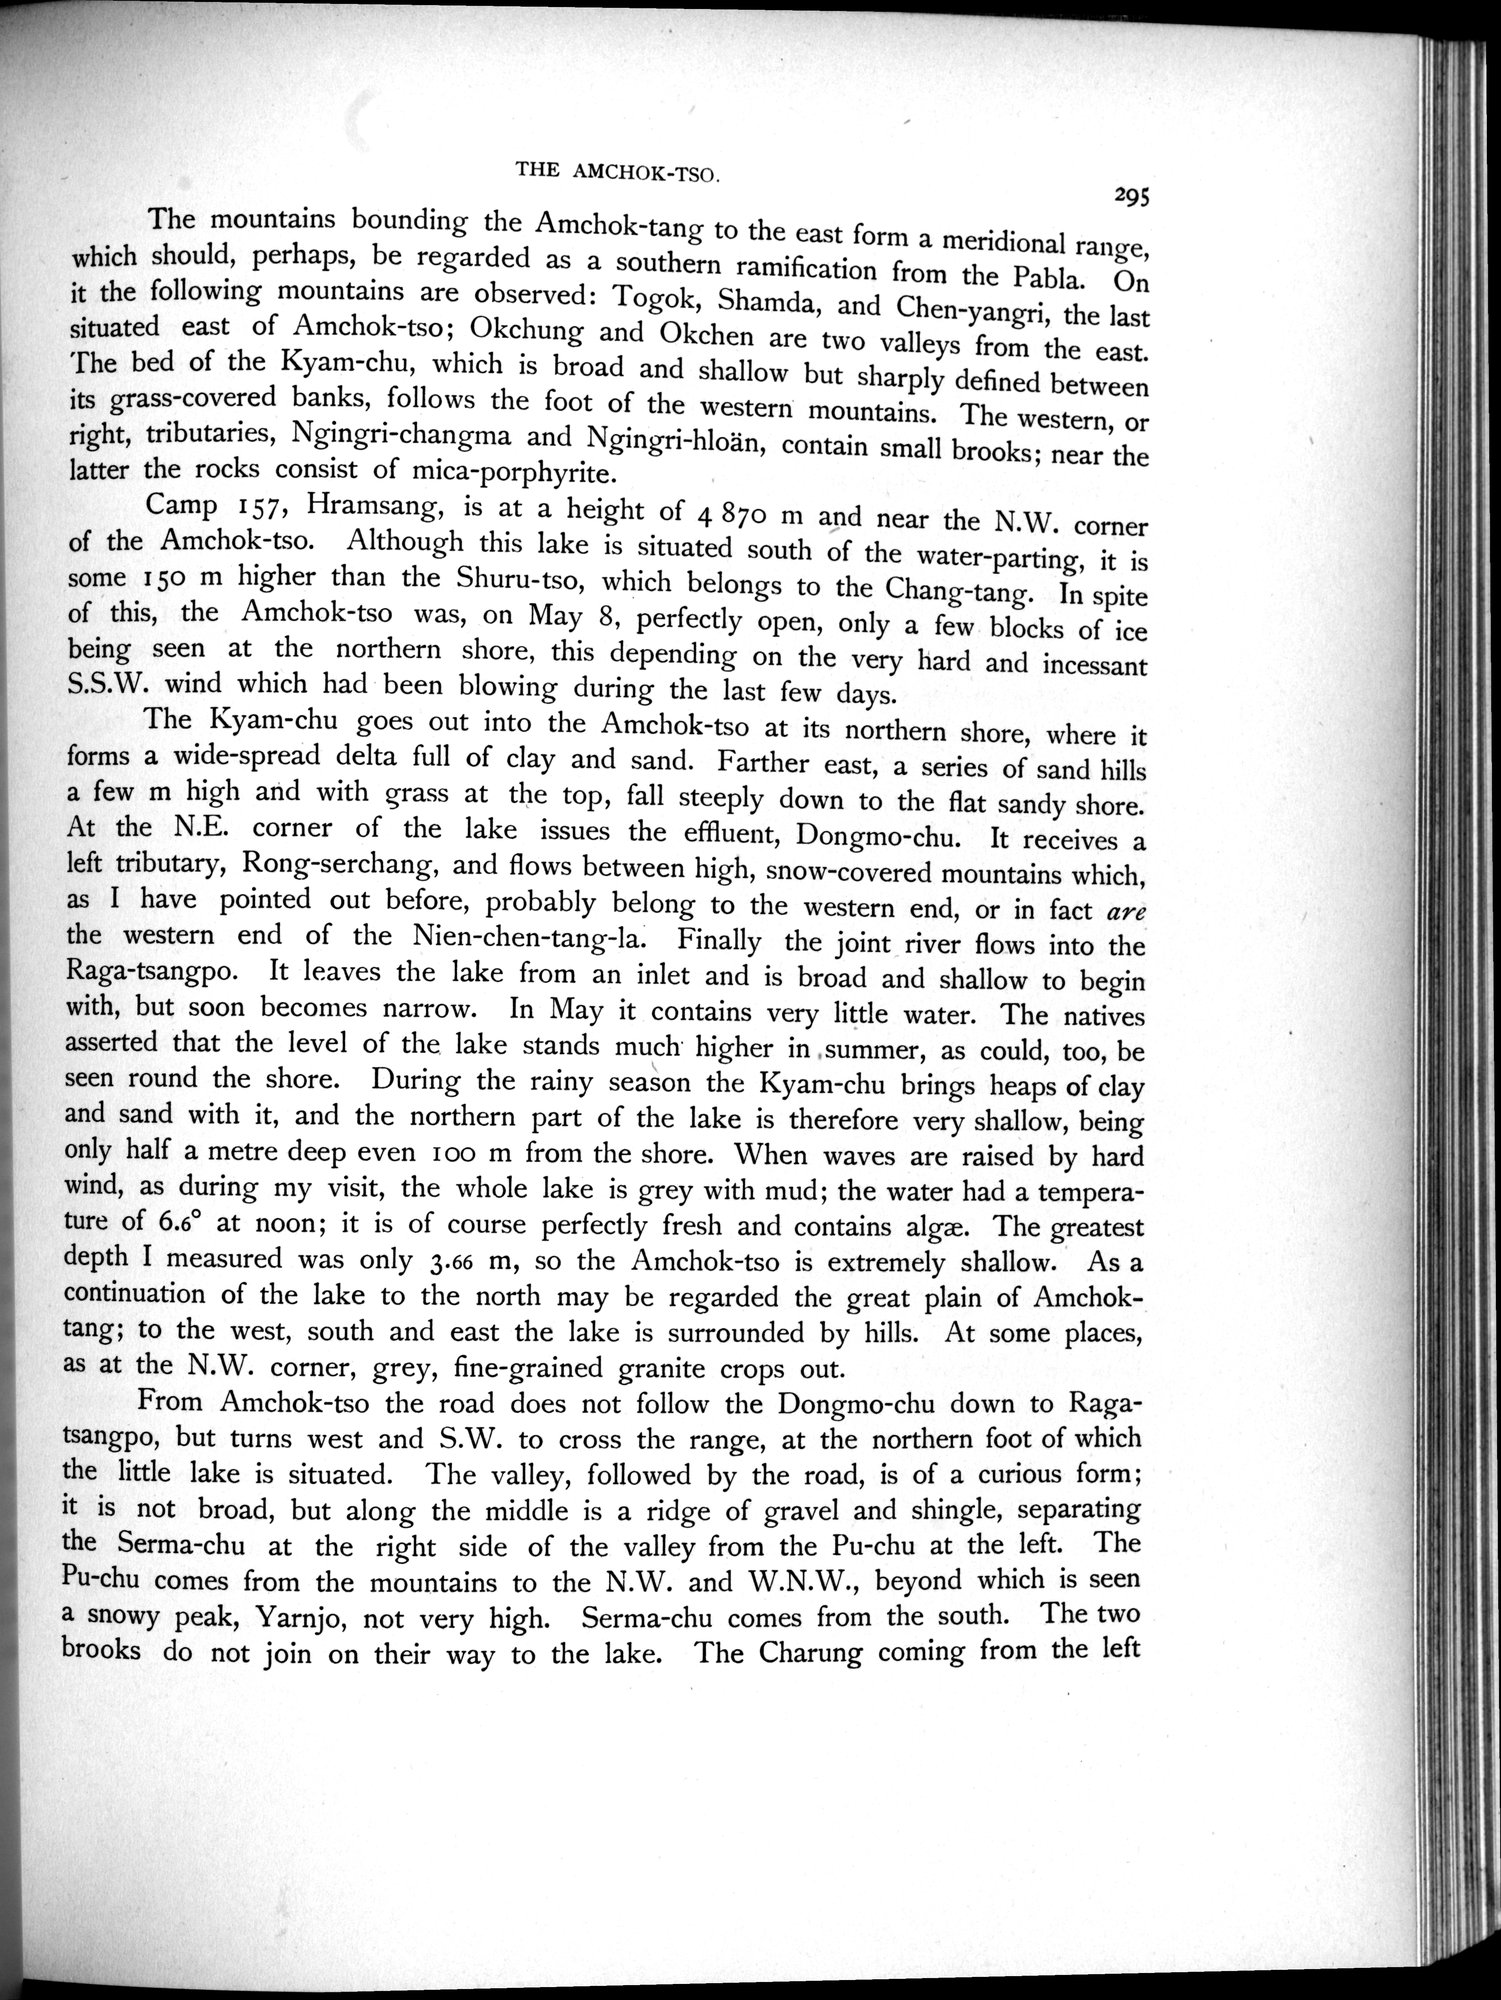 THE AMCHOK-TSO.
295
The mountains bounding the Amchok-tang to the east form a meridional range,
which should, perhaps, be regarded as a southern ramification from the Pabla. On
it the following mountains are observed: Togok, Shamda, and Chen-yangri, the last
situated east of Amchok-tso; Okchung and Okchen are two valleys from the east.
The bed of the Kyam-chu, which is broad and shallow but sharply defined between
its grass-covered banks, follows the foot of the western mountains. The western, or
right, tributaries, Ngingri-changma and Ngingri-hloän, contain small brooks; near the
latter the rocks consist of mica-porphyrite.
Camp 157, Hramsang, is at a height of 4 870 m and near the N.W. corner
of the Amchok-tso. Although this lake is situated south of the water-parting, it is
some 150 m higher than the Shuru-tso, which belongs to the Chang-tang. In spite
of this, the Amchok-tso was, on May 8, perfectly open, only a few blocks of ice
being seen at the northern shore, this depending on the very hard and incessant
S.S.W. wind which had been blowing during the last few days.
The Kyam-chu goes out into the Amchok-tso at its northern shore, where it
forms a wide-spread delta full of clay and sand. Farther east, a series of sand hills
a few m high and with grass at the top, fall steeply down to the flat sandy shore.
At the N.E. corner of the lake issues the effluent, Dongmo-chu. It receives a
left tributary, Rong-serchang, and flows between high, snow-covered mountains which,
as I have pointed out before, probably belong to the western end, or in fact are
the western end of the Nien-chen-tang-la. Finally the joint river flows into the
Raga-tsangpo. It leaves the lake from an inlet and is broad and shallow to begin
with, but soon becomes narrow. In May it contains very little water. The natives
asserted that the level of the lake stands much higher in summer, as could, too, be
seen round the shore. During the rainy season the Kyam-chu brings heaps of clay
and sand with it, and the northern part of the lake is therefore very shallow, being
only half a metre deep even 100 m from the shore. When waves are raised by hard
wind, as during my visit, the whole lake is grey with mud; the water had a tempera-
ture of 6.6° at noon; it is of course perfectly fresh and contains algæ. The greatest
depth I measured was only 3.66 m, so the Amchok-tso is extremely shallow. As a
continuation of the lake to the north may be regarded the great plain of Amchok-
tang; to the west, south and east the lake is surrounded by hills. At some places,
as at the N.W. corner, grey, fine-grained granite crops out.
From Amchok-tso the road does not follow the Dongmo-chu down to Raga-
tsangpo, but turns west and S.W. to cross the range, at the northern foot of which
the little lake is situated. The valley, followed by the road, is of a curious form;
it is not broad, but along the middle is a ridge of gravel and shingle, separating
the Serma-chu at the right side of the valley from the Pu-chu at the left. The
Pu-chu comes from the mountains to the N.W. and W.N.W., beyond which is seen
a snowy peak, Yarnjo, not very high. Serma-chu comes from the south. The two
brooks do not join on their way to the lake. The Charung coming from the left